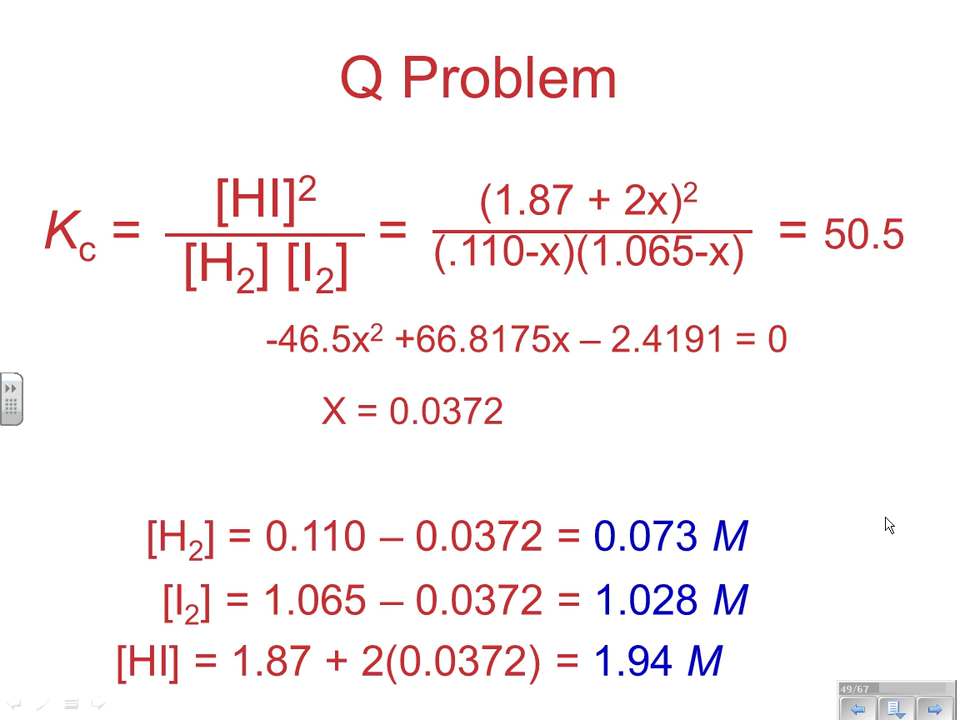 Q Problem
Kc = [HI]² / [H₂] [I₂] = (1.87 + 2x)² / (.110-x)(1.065-x) = 50.5
-46.5x² +66.8175x – 2.4191 = 0
X = 0.0372
[H₂] = 0.110 – 0.0372 = 0.073 M
[I₂] = 1.065 – 0.0372 = 1.028 M
[HI] = 1.87 + 2(0.0372) = 1.94 M
49/67